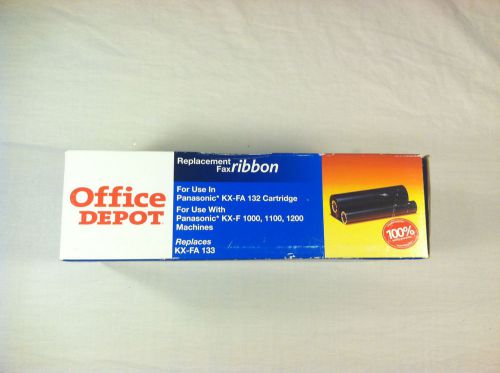 Office
DEPOT
Replacement
Fax ribbon
For Use In
Panasonic* KX-FA 132 Cartridge
For Use With
Panasonic* KX-F 1000, 1100, 1200
Machines
Replaces
KX-FA 133
100%